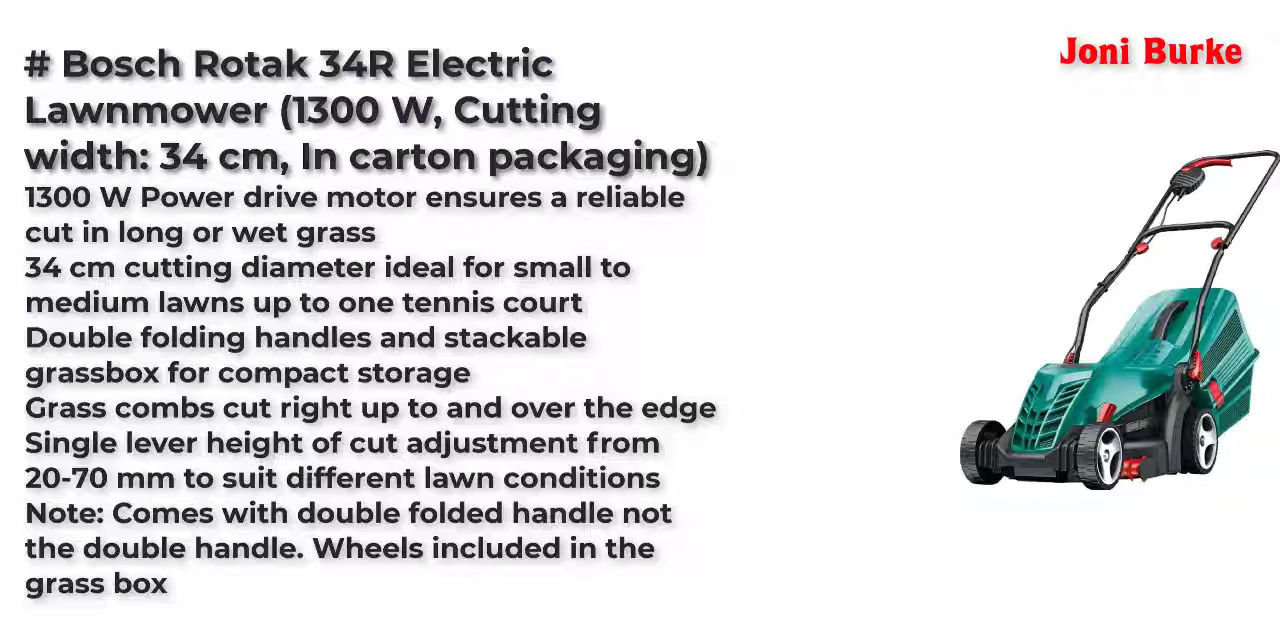 # Bosch Rotak 34R Electric
Lawnmower (1300 W, Cutting
width: 34 cm, In carton packaging)
1300 W Power drive motor ensures a reliable
cut in long or wet grass
34 cm cutting diameter ideal for small to
medium lawns up to one tennis court
Double folding handles and stackable
grassbox for compact storage
Grass combs cut right up to and over the edge
Single lever height of cut adjustment from
20-70 mm to suit different lawn conditions
Note: Comes with double folded handle not
the double handle. Wheels included in the
grass box
Joni Burke